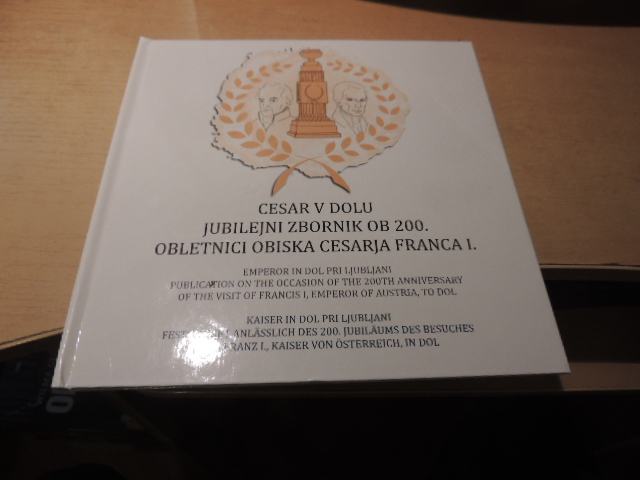 CESAR V DOLU
JUBILEJNI ZBORNIK OB 200.
OBLETNICI OBISKA CESARJA FRANCA I.
EMPEROR IN DOL PRI LJUBLJANI
PUBLICATION ON THE OCCASION OF THE 200TH ANNIVERSARY
OF THE VISIT OF FRANCIS I, EMPEROR OF AUSTRIA, TO DOL
KAISER IN DOL PRI LJUBLJANI
ANLÄSSLICH DES 200. JUBILÄUMS DES BESUCHES
FRANZ I., KAISER VON ÖSTERREICH, IN DOL